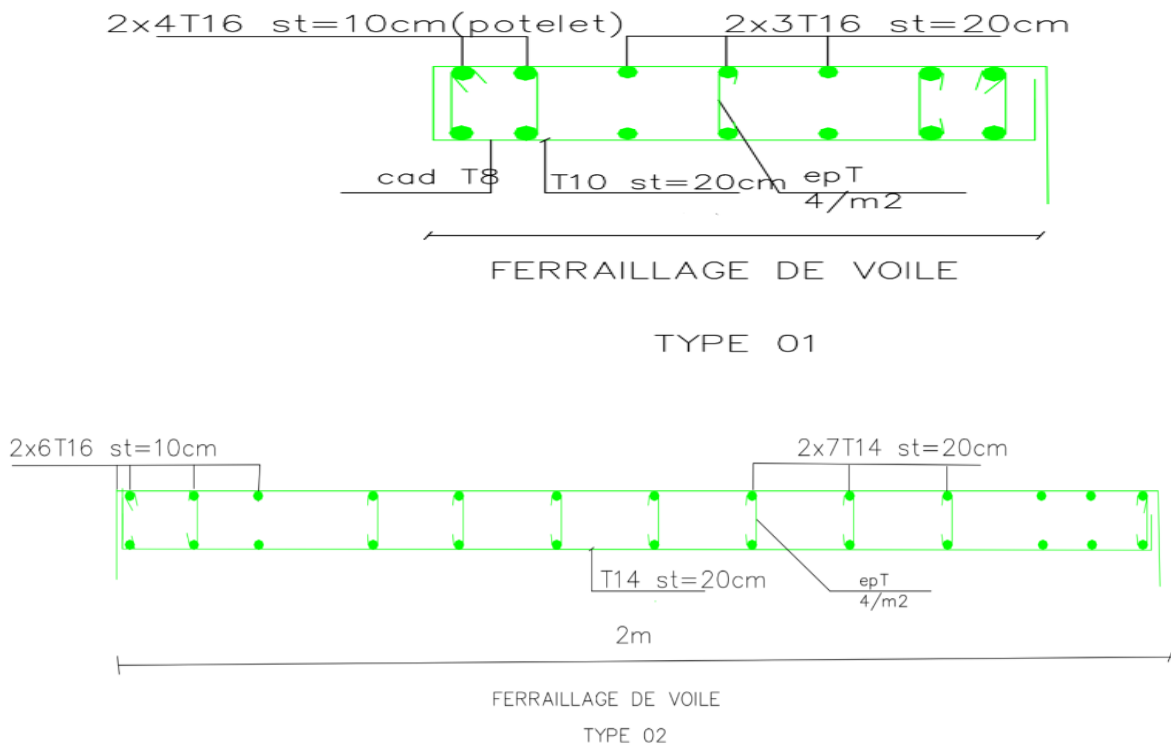 2x4T16 st=10cm(potelet) 2x3T16 st=20cm
cad T8 T10 st=20cm epT
4/m2
FERRAILLAGE DE VOILE
TYPE 01
2x6T16 st=10cm 2x7T14 st=20cm
T14 st=20cm epT
4/m2
2m
FERRAILLAGE DE VOILE
TYPE 02